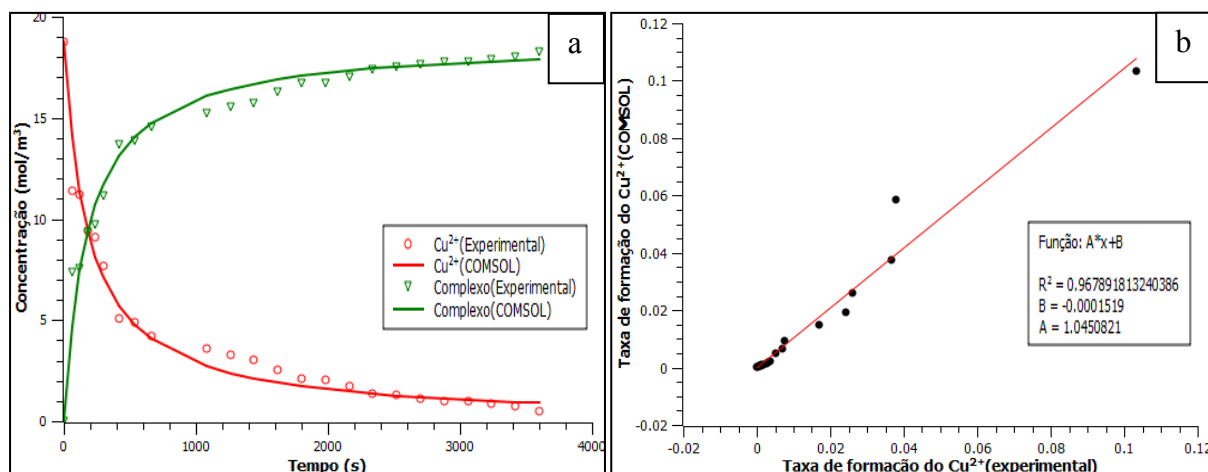 a
20
15
10
5
0
Concentração (mol/m³)
Cu²⁺(Experimental)
Cu²⁺(COMSOL)
Complexo(Experimental)
Complexo(COMSOL)
0
1000
2000
3000
4000
Tempo (s)
b
0.12
0.1
0.08
0.06
0.04
0.02
0
-0.02
Taxa de formação do Cu²⁺(COMSOL)
Função: A*x+B
R² = 0.967891813240386
B = -0.0001519
A = 1.0450821
-0.02
0
0.02
0.04
0.06
0.08
0.1
0.12
Taxa de formação do Cu²⁺(experimental)